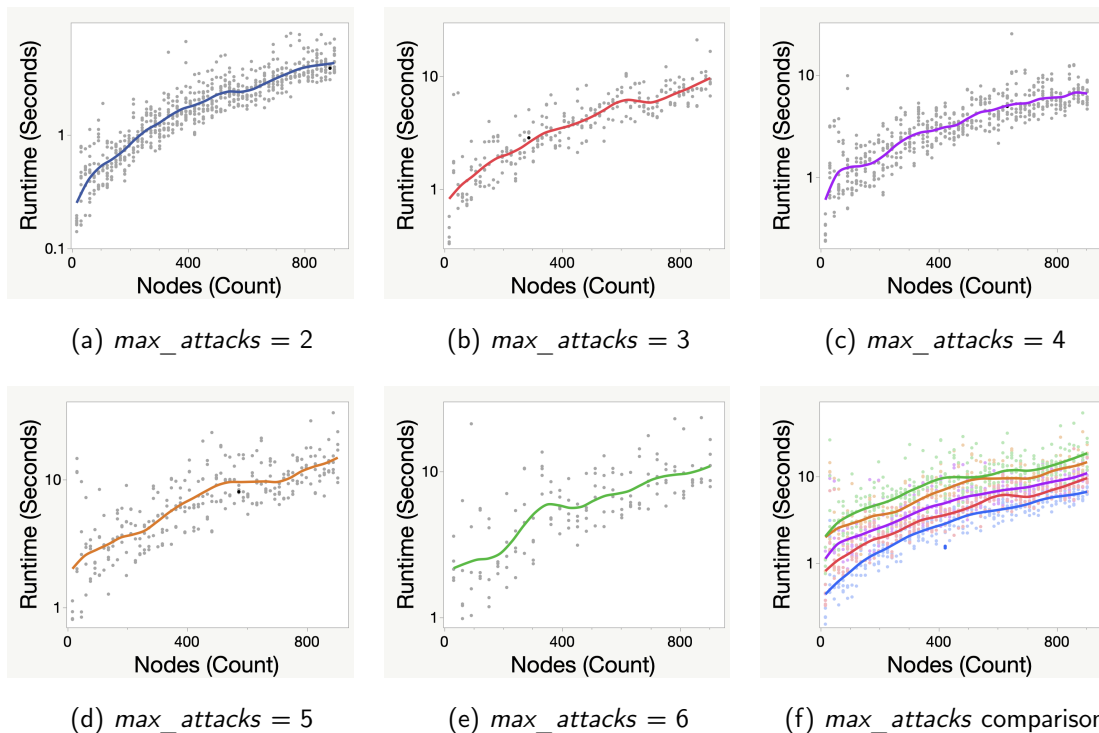 Runtime (Seconds)
1
0.1
0
400
800
Nodes (Count)
(a) max_attacks = 2
Runtime (Seconds)
10
1
0
400
800
Nodes (Count)
(b) max_attacks = 3
Runtime (Seconds)
10
1
0
400
800
Nodes (Count)
(c) max_attacks = 4
Runtime (Seconds)
10
1
0
400
800
Nodes (Count)
(d) max_attacks = 5
Runtime (Seconds)
10
1
0
400
800
Nodes (Count)
(e) max_attacks = 6
Runtime (Seconds)
10
1
0
400
800
Nodes (Count)
(f) max_attacks comparison